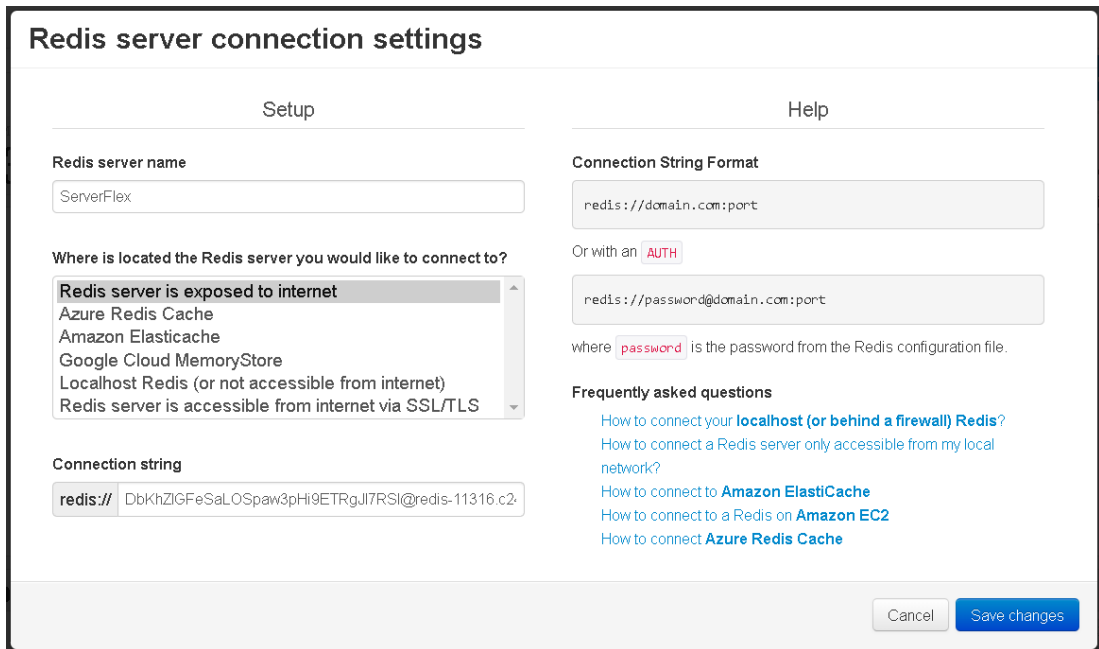 Redis server connection settings
Setup
Redis server name
ServerFlex
Where is located the Redis server you would like to connect to?
Redis server is exposed to internet
Azure Redis Cache
Amazon Elasticache
Google Cloud MemoryStore
Localhost Redis (or not accessible from internet)
Redis server is accessible from internet via SSL/TLS
Connection string
redis:// DbKhZlGFeSaLOSpaw3pHi9ETRgJl7RSl@redis-11316.c24
Help
Connection String Format
redis://domain.com:port
Or with an AUTH
redis://password@domain.com:port
where password is the password from the Redis configuration file.
Frequently asked questions
How to connect your localhost (or behind a firewall) Redis?
How to connect a Redis server only accessible from my local
network?
How to connect to Amazon ElastiCache
How to connect to a Redis on Amazon EC2
How to connect Azure Redis Cache
Cancel
Save changes